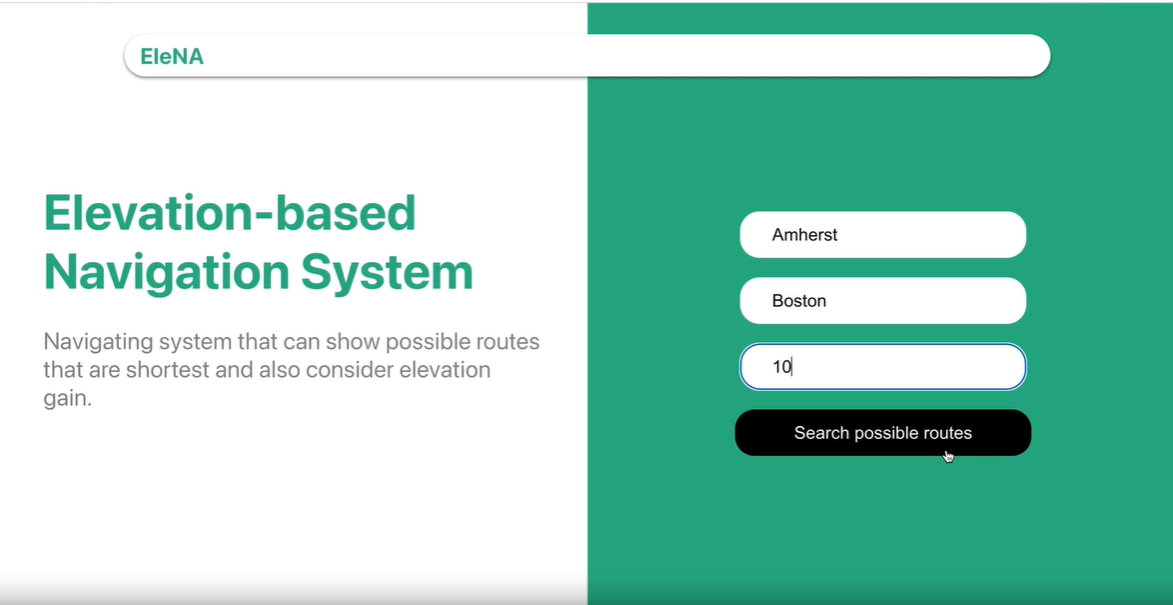 EleNA
Elevation-based
Navigation System
Navigating system that can show possible routes
that are shortest and also consider elevation
gain.
Amherst
Boston
10
Search possible routes